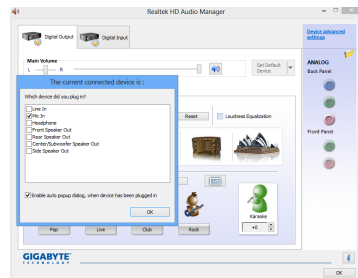 Realtek HD Audio Manager
Digital Output
Digital Input
Device advanced
settings
Main Volume
L
R
Set Default
Device
ANALOG
Back Panel
The current connected device is :
Which device did you plug in?
Line In
Mic In
Headphone
Front Speaker Out
Rear Speaker Out
Center/Subwoofer Speaker Out
Side Speaker Out
Reset
Loudness Equalization
Front Panel
Enable auto popup dialog, when device has been plugged in
OK
Karaoke
Pop
Live
Club
Rock
+0
GIGABYTE™
TECHNOLOGY
OK